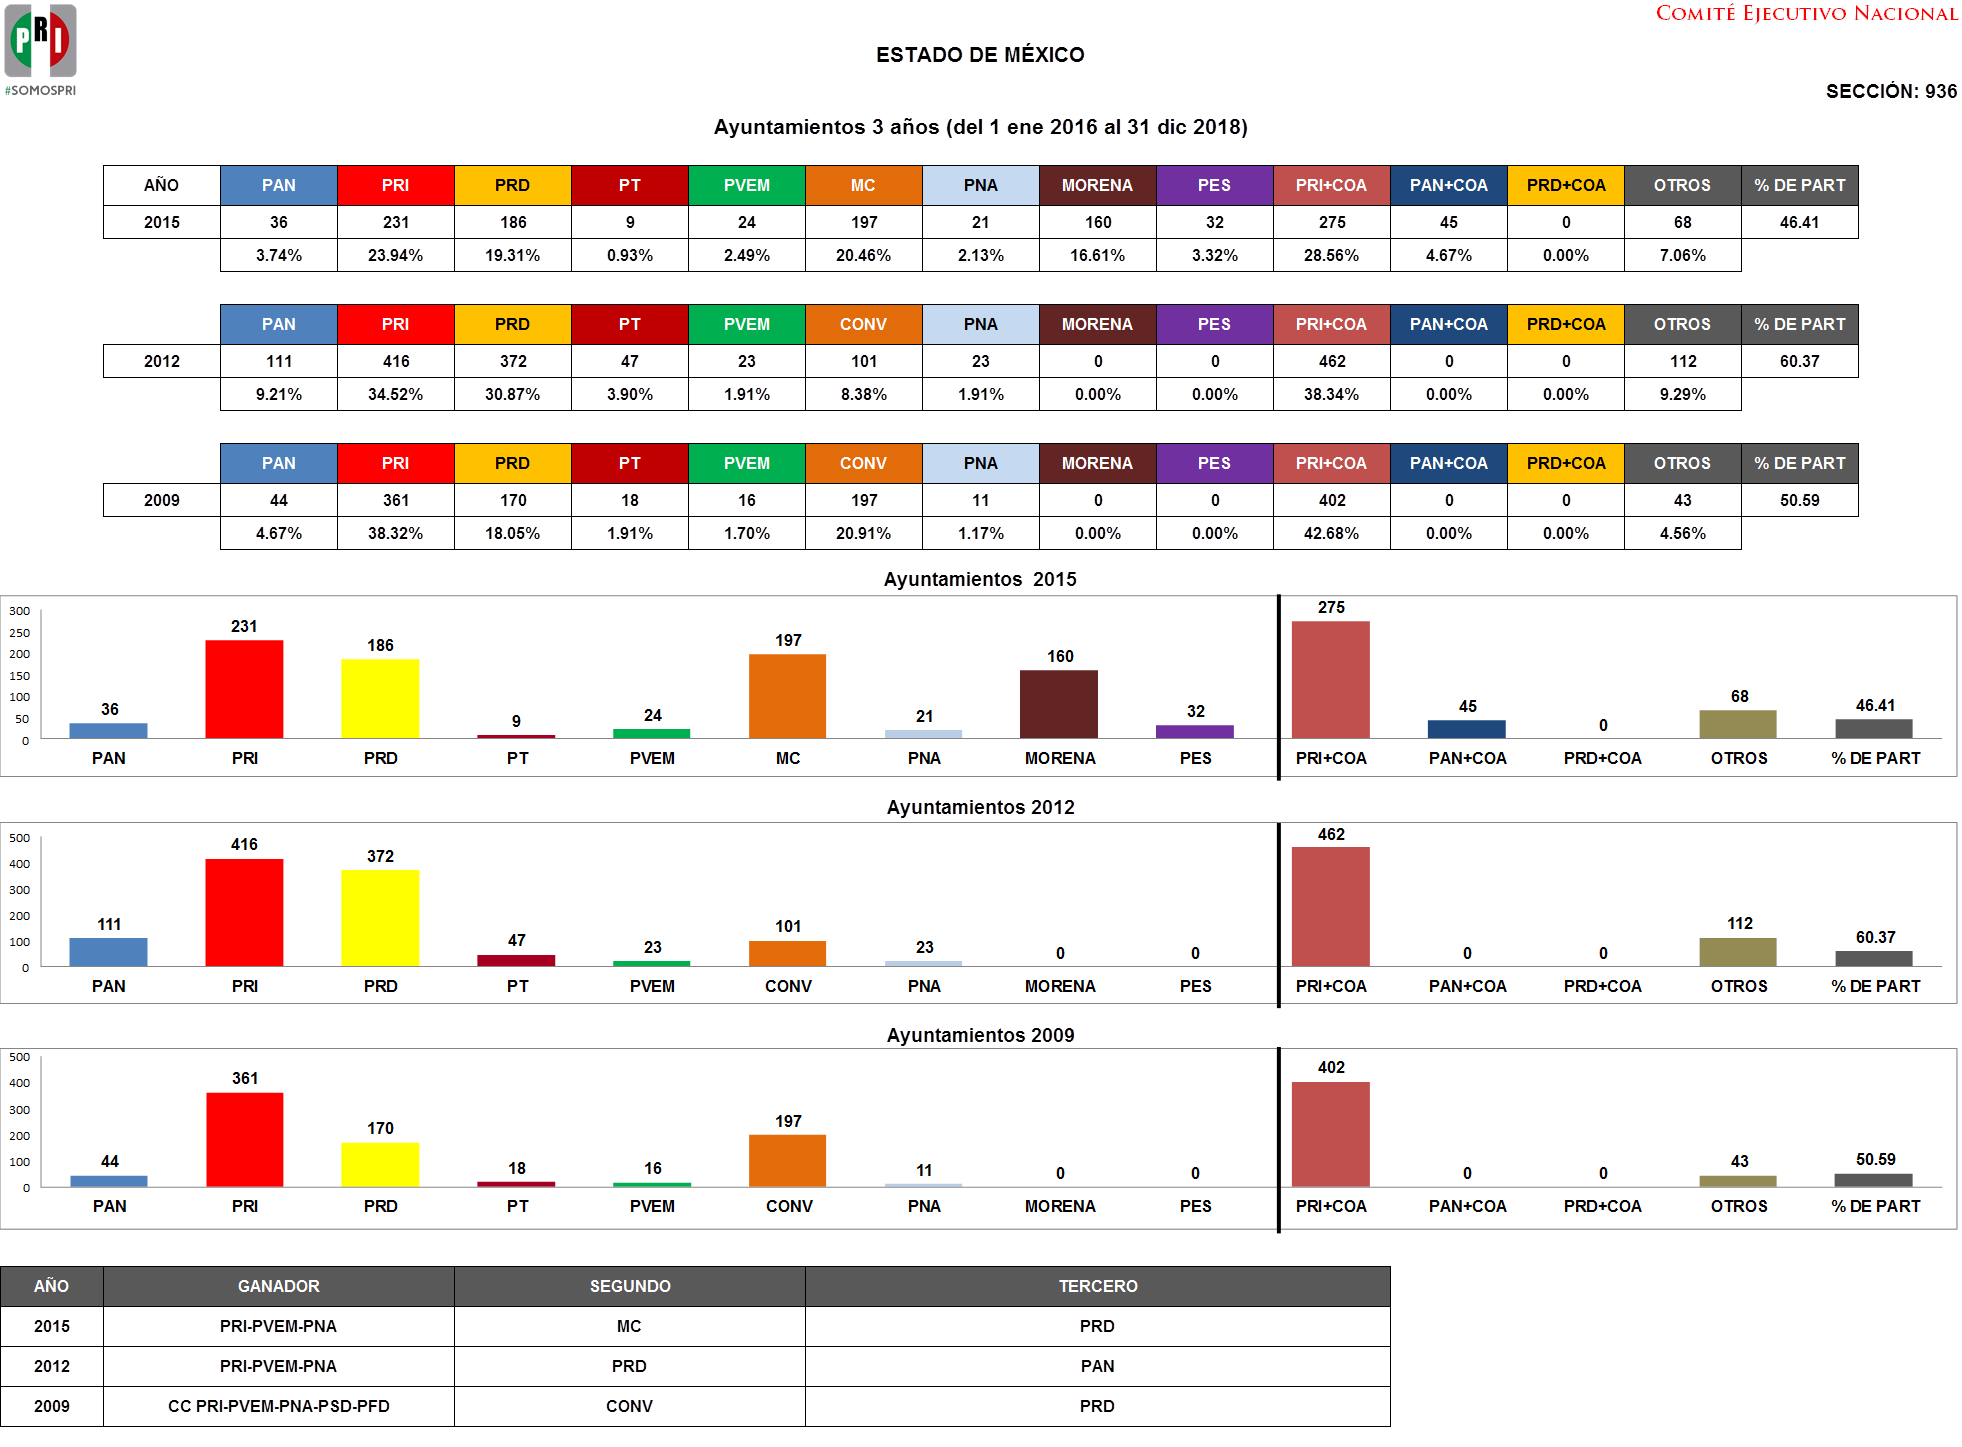 PRI
#SOMOSPRI
COMITÉ EJECUTIVO NACIONAL
ESTADO DE MÉXICO
SECCIÓN: 936
Ayuntamientos 3 años (del 1 ene 2016 al 31 dic 2018)
AÑO PAN PRI PRD PT PVEM MC PNA MORENA PES PRI+COA PAN+COA PRD+COA OTROS % DE PART
2015 36 231 186 9 24 197 21 160 32 275 45 0 68 46.41
3.74% 23.94% 19.31% 0.93% 2.49% 20.46% 2.13% 16.61% 3.32% 28.56% 4.67% 0.00% 7.06%
PAN PRI PRD PT PVEM CONV PNA MORENA PES PRI+COA PAN+COA PRD+COA OTROS % DE PART
2012 111 416 372 47 23 101 23 0 0 462 0 0 112 60.37
9.21% 34.52% 30.87% 3.90% 1.91% 8.38% 1.91% 0.00% 0.00% 38.34% 0.00% 0.00% 9.29%
PAN PRI PRD PT PVEM CONV PNA MORENA PES PRI+COA PAN+COA PRD+COA OTROS % DE PART
2009 44 361 170 18 16 197 11 0 0 402 0 0 43 50.59
4.67% 38.32% 18.05% 1.91% 1.70% 20.91% 1.17% 0.00% 0.00% 42.68% 0.00% 0.00% 4.56%
Ayuntamientos 2015
300
250
200
150
100
50
0
36 231 186 9 24 197 21 160 32 275 45 0 68 46.41
PAN PRI PRD PT PVEM MC PNA MORENA PES PRI+COA PAN+COA PRD+COA OTROS % DE PART
Ayuntamientos 2012
500
400
300
200
100
0
111 416 372 47 23 101 23 0 0 462 0 0 112 60.37
PAN PRI PRD PT PVEM CONV PNA MORENA PES PRI+COA PAN+COA PRD+COA OTROS % DE PART
Ayuntamientos 2009
500
400
300
200
100
0
44 361 170 18 16 197 11 0 0 402 0 0 43 50.59
PAN PRI PRD PT PVEM CONV PNA MORENA PES PRI+COA PAN+COA PRD+COA OTROS % DE PART
AÑO GANADOR SEGUNDO TERCERO
2015 PRI-PVEM-PNA MC PRD
2012 PRI-PVEM-PNA PRD PAN
2009 CC PRI-PVEM-PNA-PSD-PFD CONV PRD